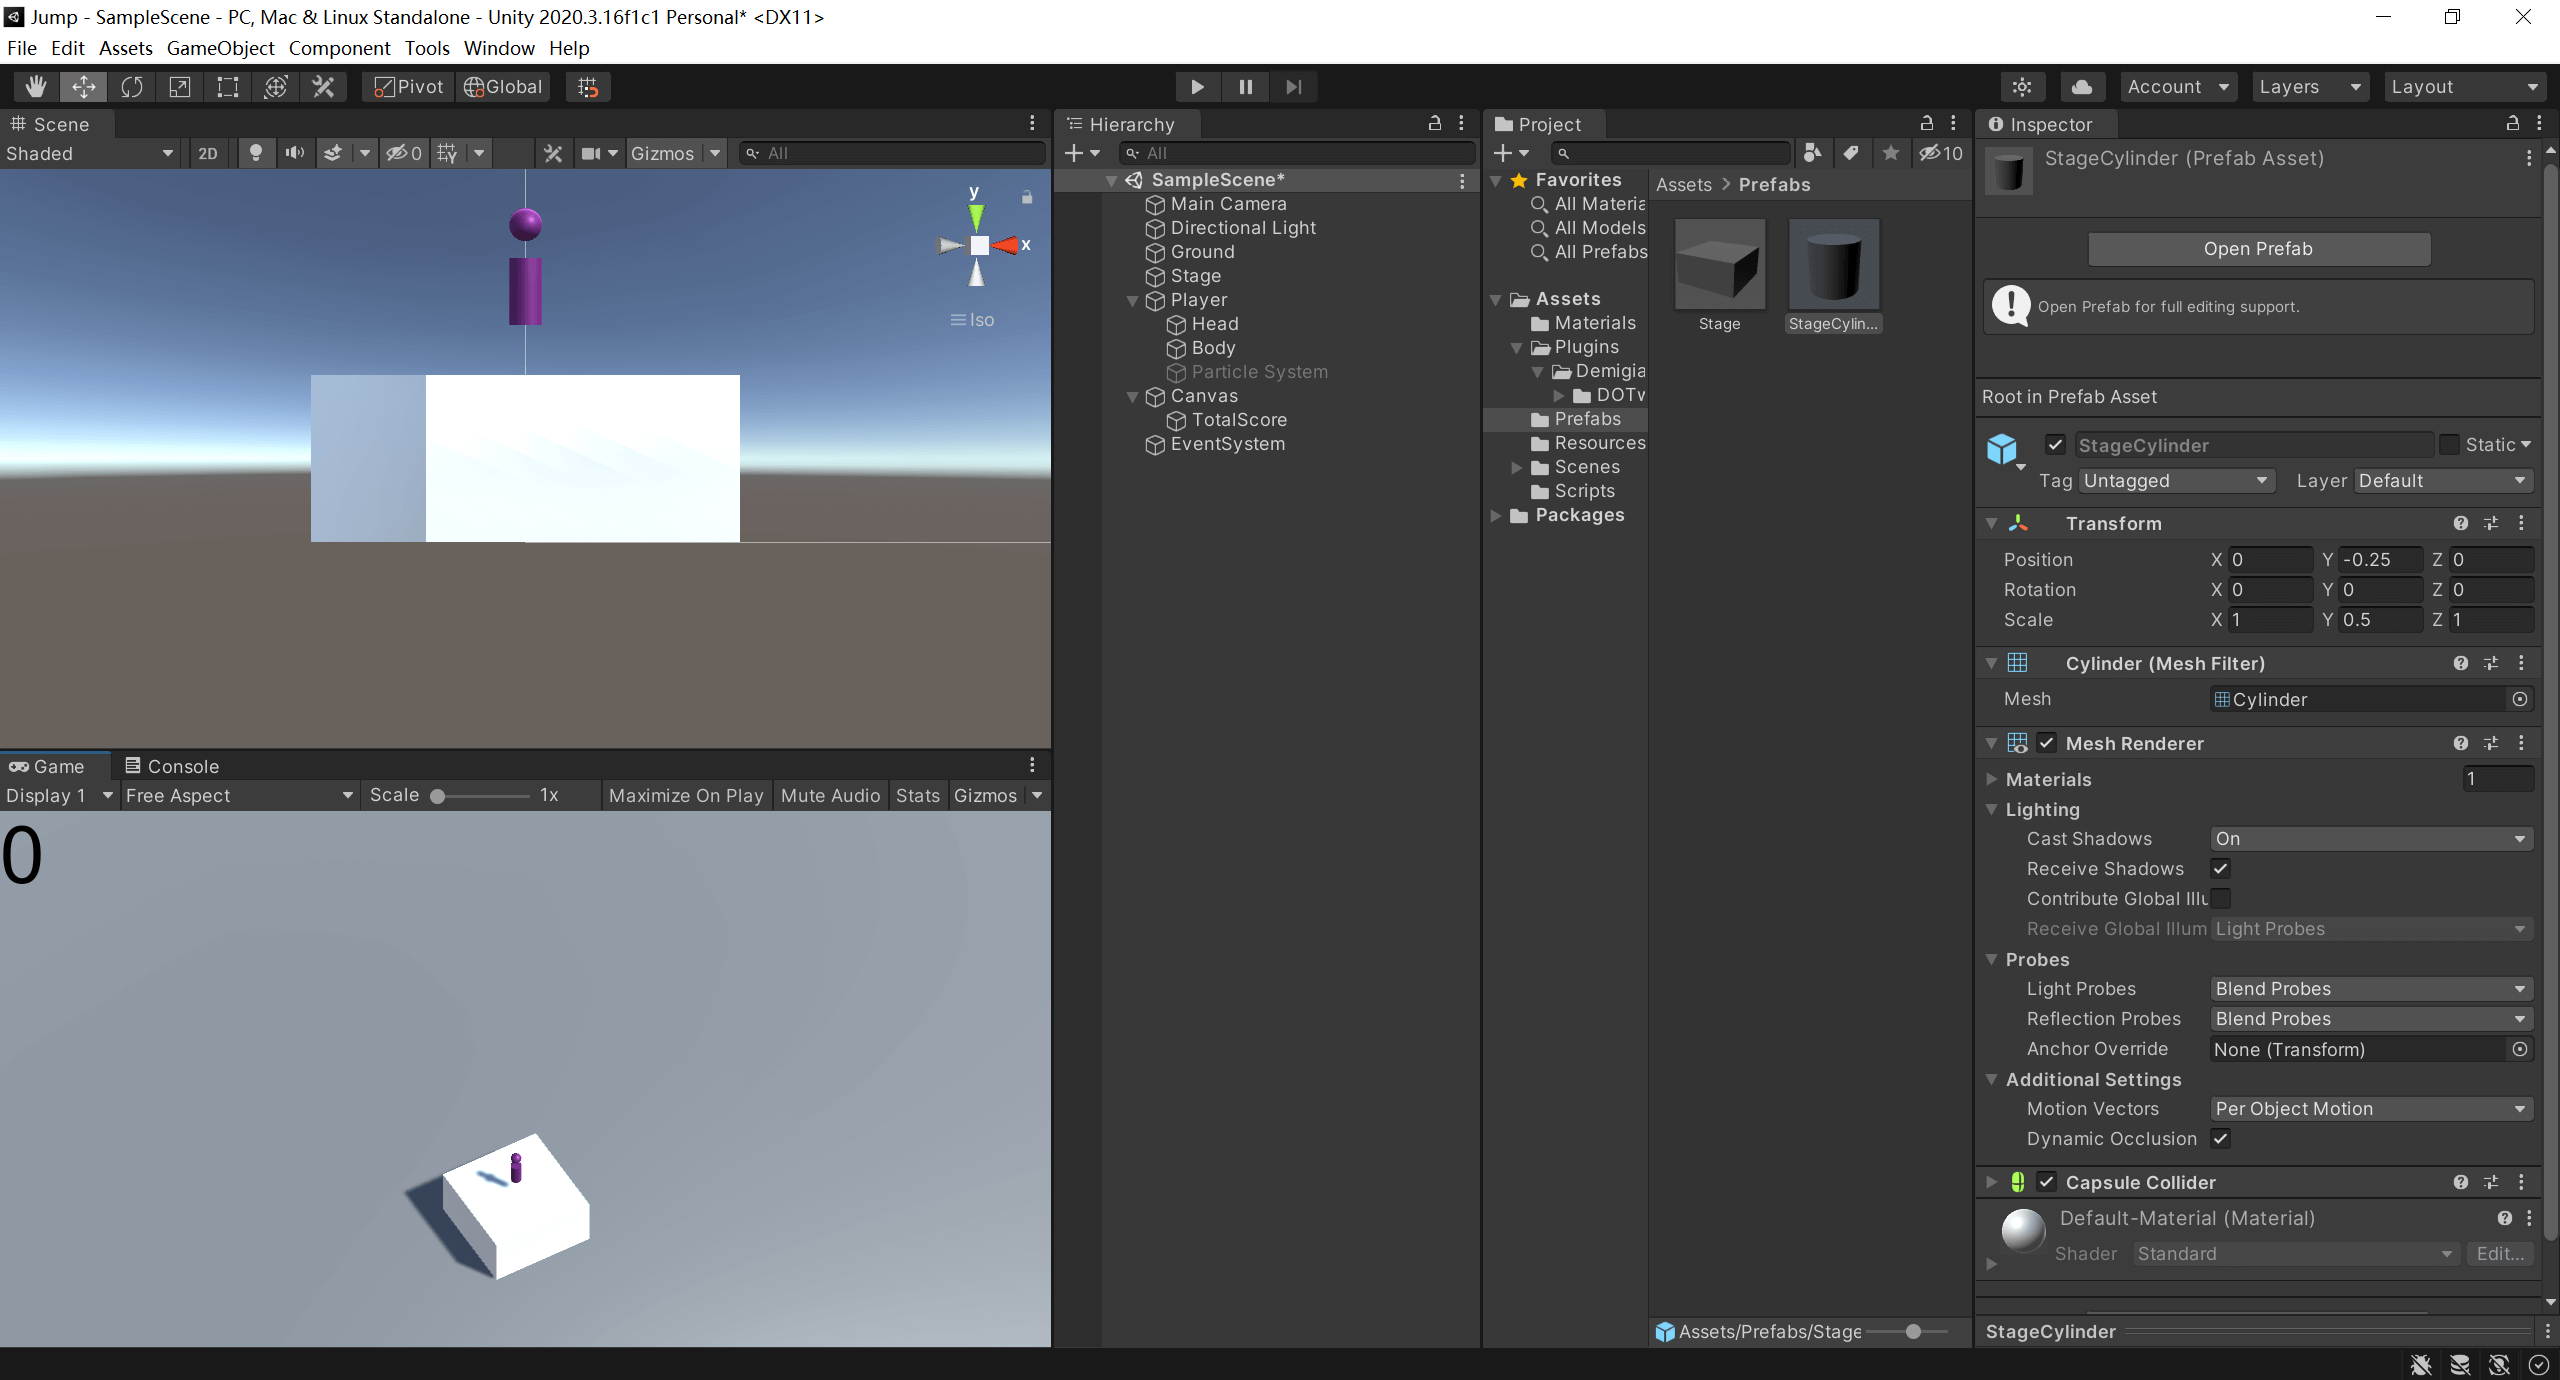 Jump - SampleScene - PC, Mac & Linux Standalone - Unity 2020.3.16f1c1 Personal* <DX11>
File Edit Assets GameObject Component Tools Window Help
Pivot Global Account Layers Layout
Scene
Shaded 2D 0 Gizmos All
y
x
Iso
Game Console
Display 1 Free Aspect Scale 1x Maximize On Play Mute Audio Stats Gizmos
0
Hierarchy
All
SampleScene*
Main Camera
Directional Light
Ground
Stage
Player
Head
Body
Particle System
Canvas
TotalScore
EventSystem
Project
10
Favorites
All Materia
All Models
All Prefabs
Assets
Materials
Plugins
Demigia
DOTw
Prefabs
Resources
Scenes
Scripts
Packages
Assets > Prefabs
Stage
StageCylin...
Assets/Prefabs/Stage
Inspector
StageCylinder (Prefab Asset)
Open Prefab
Open Prefab for full editing support.
Root in Prefab Asset
StageCylinder Static
Tag Untagged Layer Default
Transform
Position X 0 Y -0.25 Z 0
Rotation X 0 Y 0 Z 0
Scale X 1 Y 0.5 Z 1
Cylinder (Mesh Filter)
Mesh Cylinder
Mesh Renderer
Materials 1
Lighting
Cast Shadows On
Receive Shadows
Contribute Global Illu
Receive Global Illum Light Probes
Probes
Light Probes Blend Probes
Reflection Probes Blend Probes
Anchor Override None (Transform)
Additional Settings
Motion Vectors Per Object Motion
Dynamic Occlusion
Capsule Collider
Default-Material (Material)
Shader Standard Edit...
StageCylinder